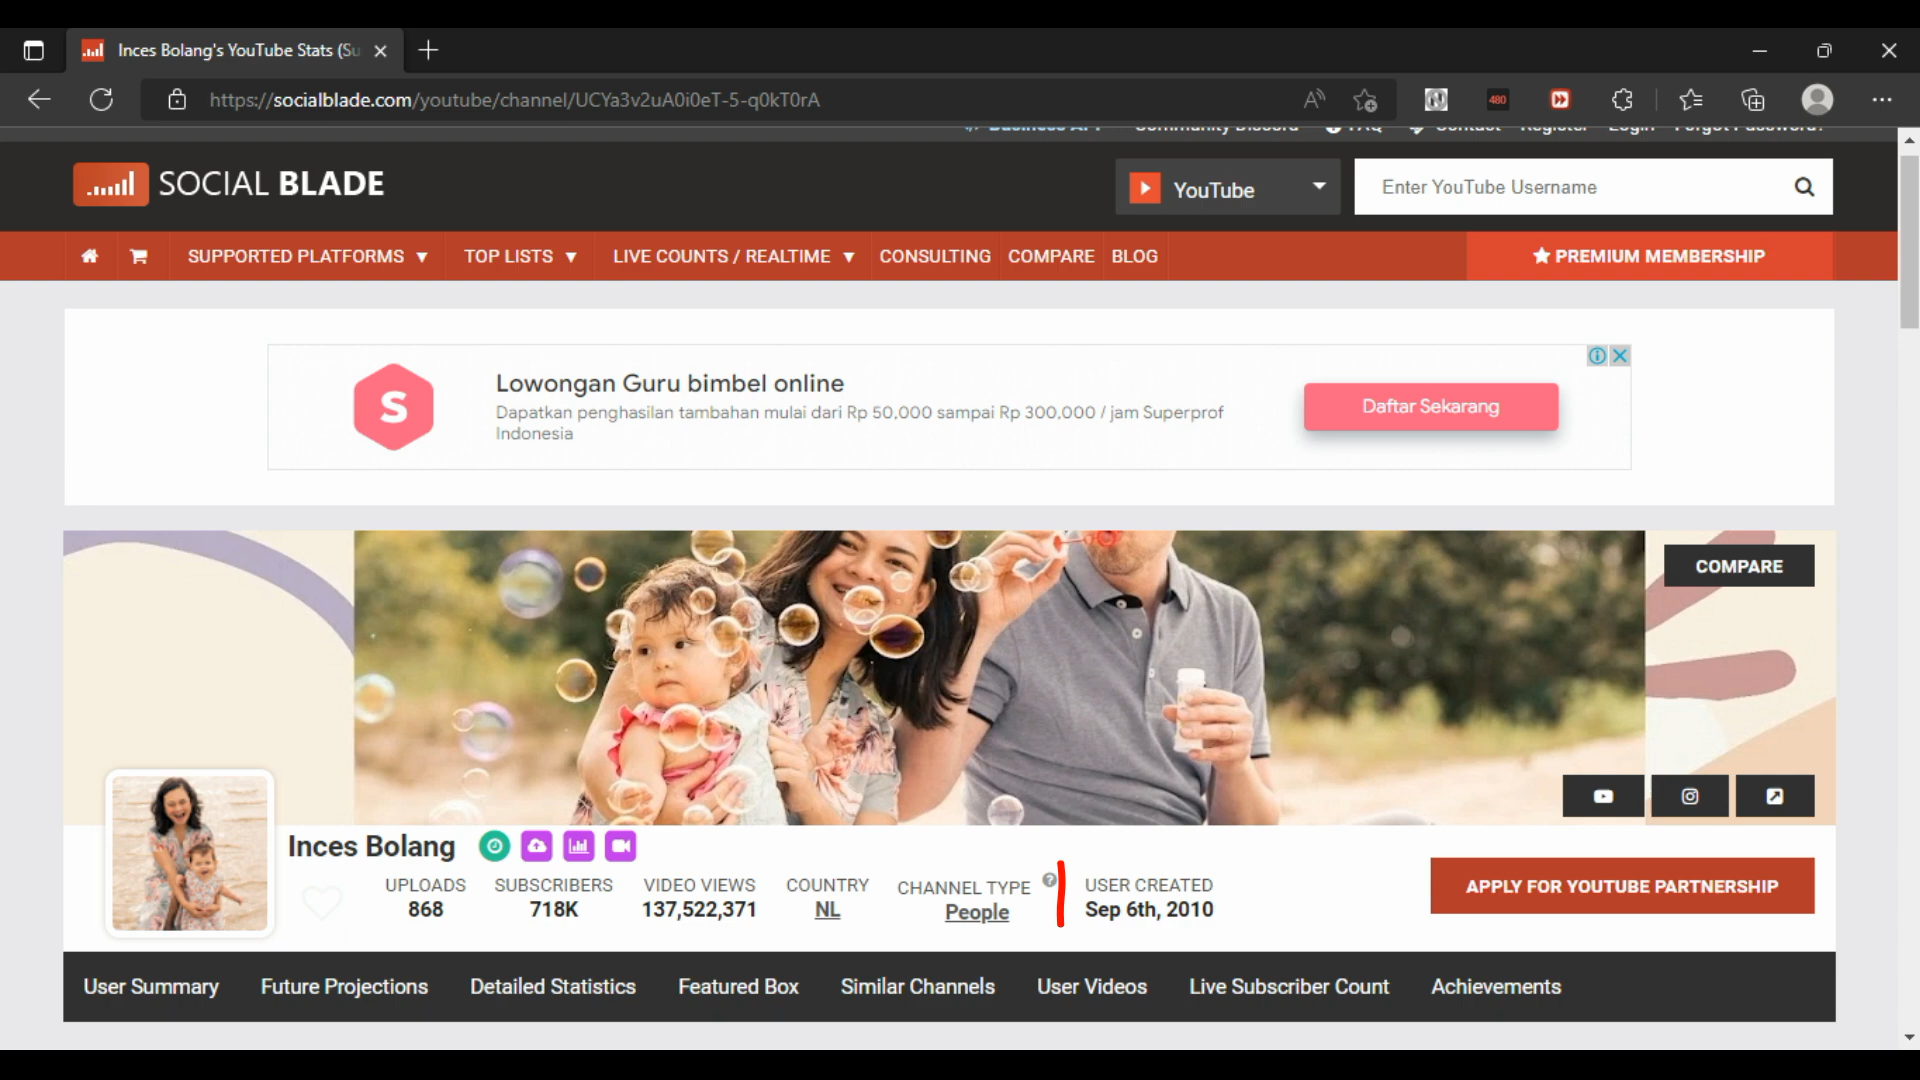 Inces Bolang's YouTube Stats (Su
https://socialblade.com/youtube/channel/UCYa3v2uA0i0eT-5-q0kT0rA
480
SOCIAL BLADE
YouTube
Enter YouTube Username
SUPPORTED PLATFORMS ▼ TOP LISTS ▼ LIVE COUNTS / REALTIME ▼ CONSULTING COMPARE BLOG
PREMIUM MEMBERSHIP
Lowongan Guru bimbel online
Dapatkan penghasilan tambahan mulai dari Rp 50.000 sampai Rp 300.000 / jam Superprof
Indonesia
S
Daftar Sekarang
COMPARE
Inces Bolang
UPLOADS SUBSCRIBERS VIDEO VIEWS COUNTRY CHANNEL TYPE USER CREATED
868 718K 137,522,371 NL People Sep 6th, 2010
APPLY FOR YOUTUBE PARTNERSHIP
User Summary Future Projections Detailed Statistics Featured Box Similar Channels User Videos Live Subscriber Count Achievements